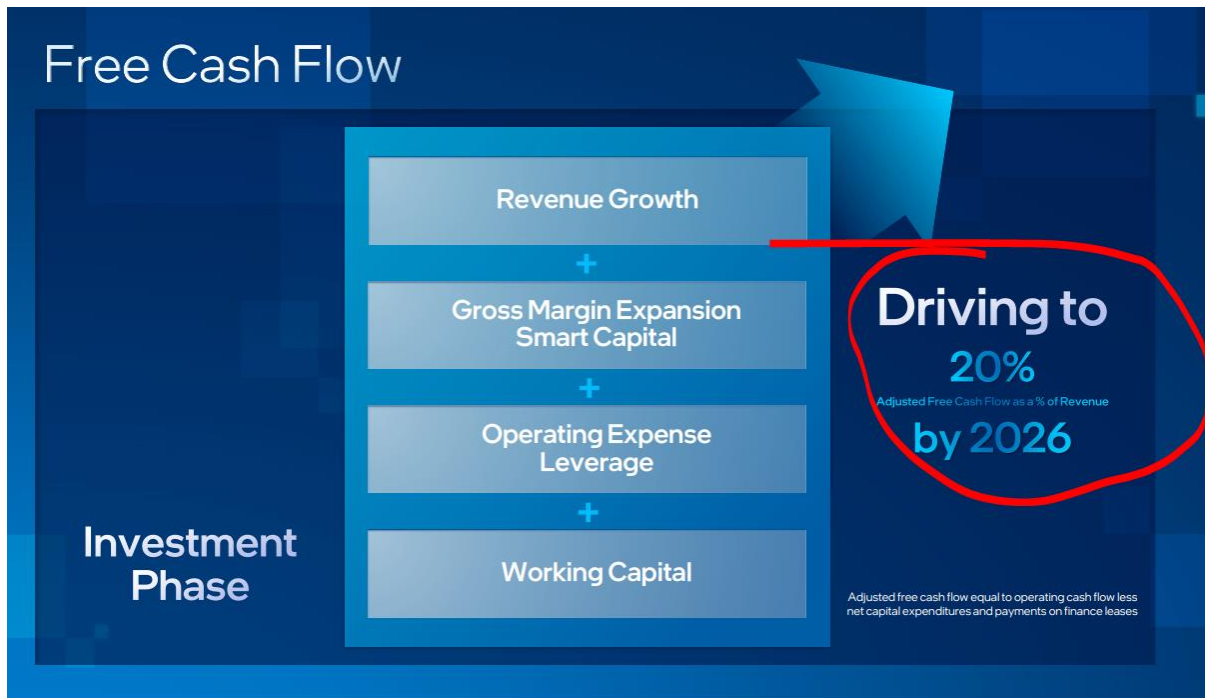 Free Cash Flow
Revenue Growth
+
Gross Margin Expansion
Smart Capital
+
Operating Expense
Leverage
+
Working Capital
Investment
Phase
Driving to
20%
Adjusted Free Cash Flow as a % of Revenue
by 2026
Adjusted free cash flow equal to operating cash flow less
net capital expenditures and payments on finance leases